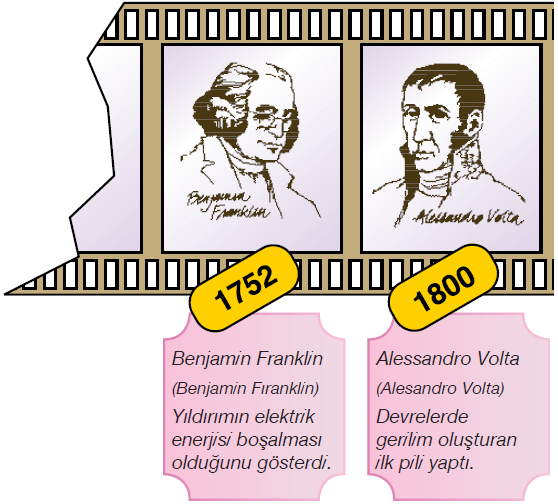 Benjamin
Franklin
Alessandro Volta
1752
1800
Benjamin Franklin
(Benjamin Fıranklin)
Yıldırımın elektrik
enerjisi boşalması
olduğunu gösterdi.
Alessandro Volta
(Alesandro Volta)
Devrelerde
gerilim oluşturan
ilk pili yaptı.